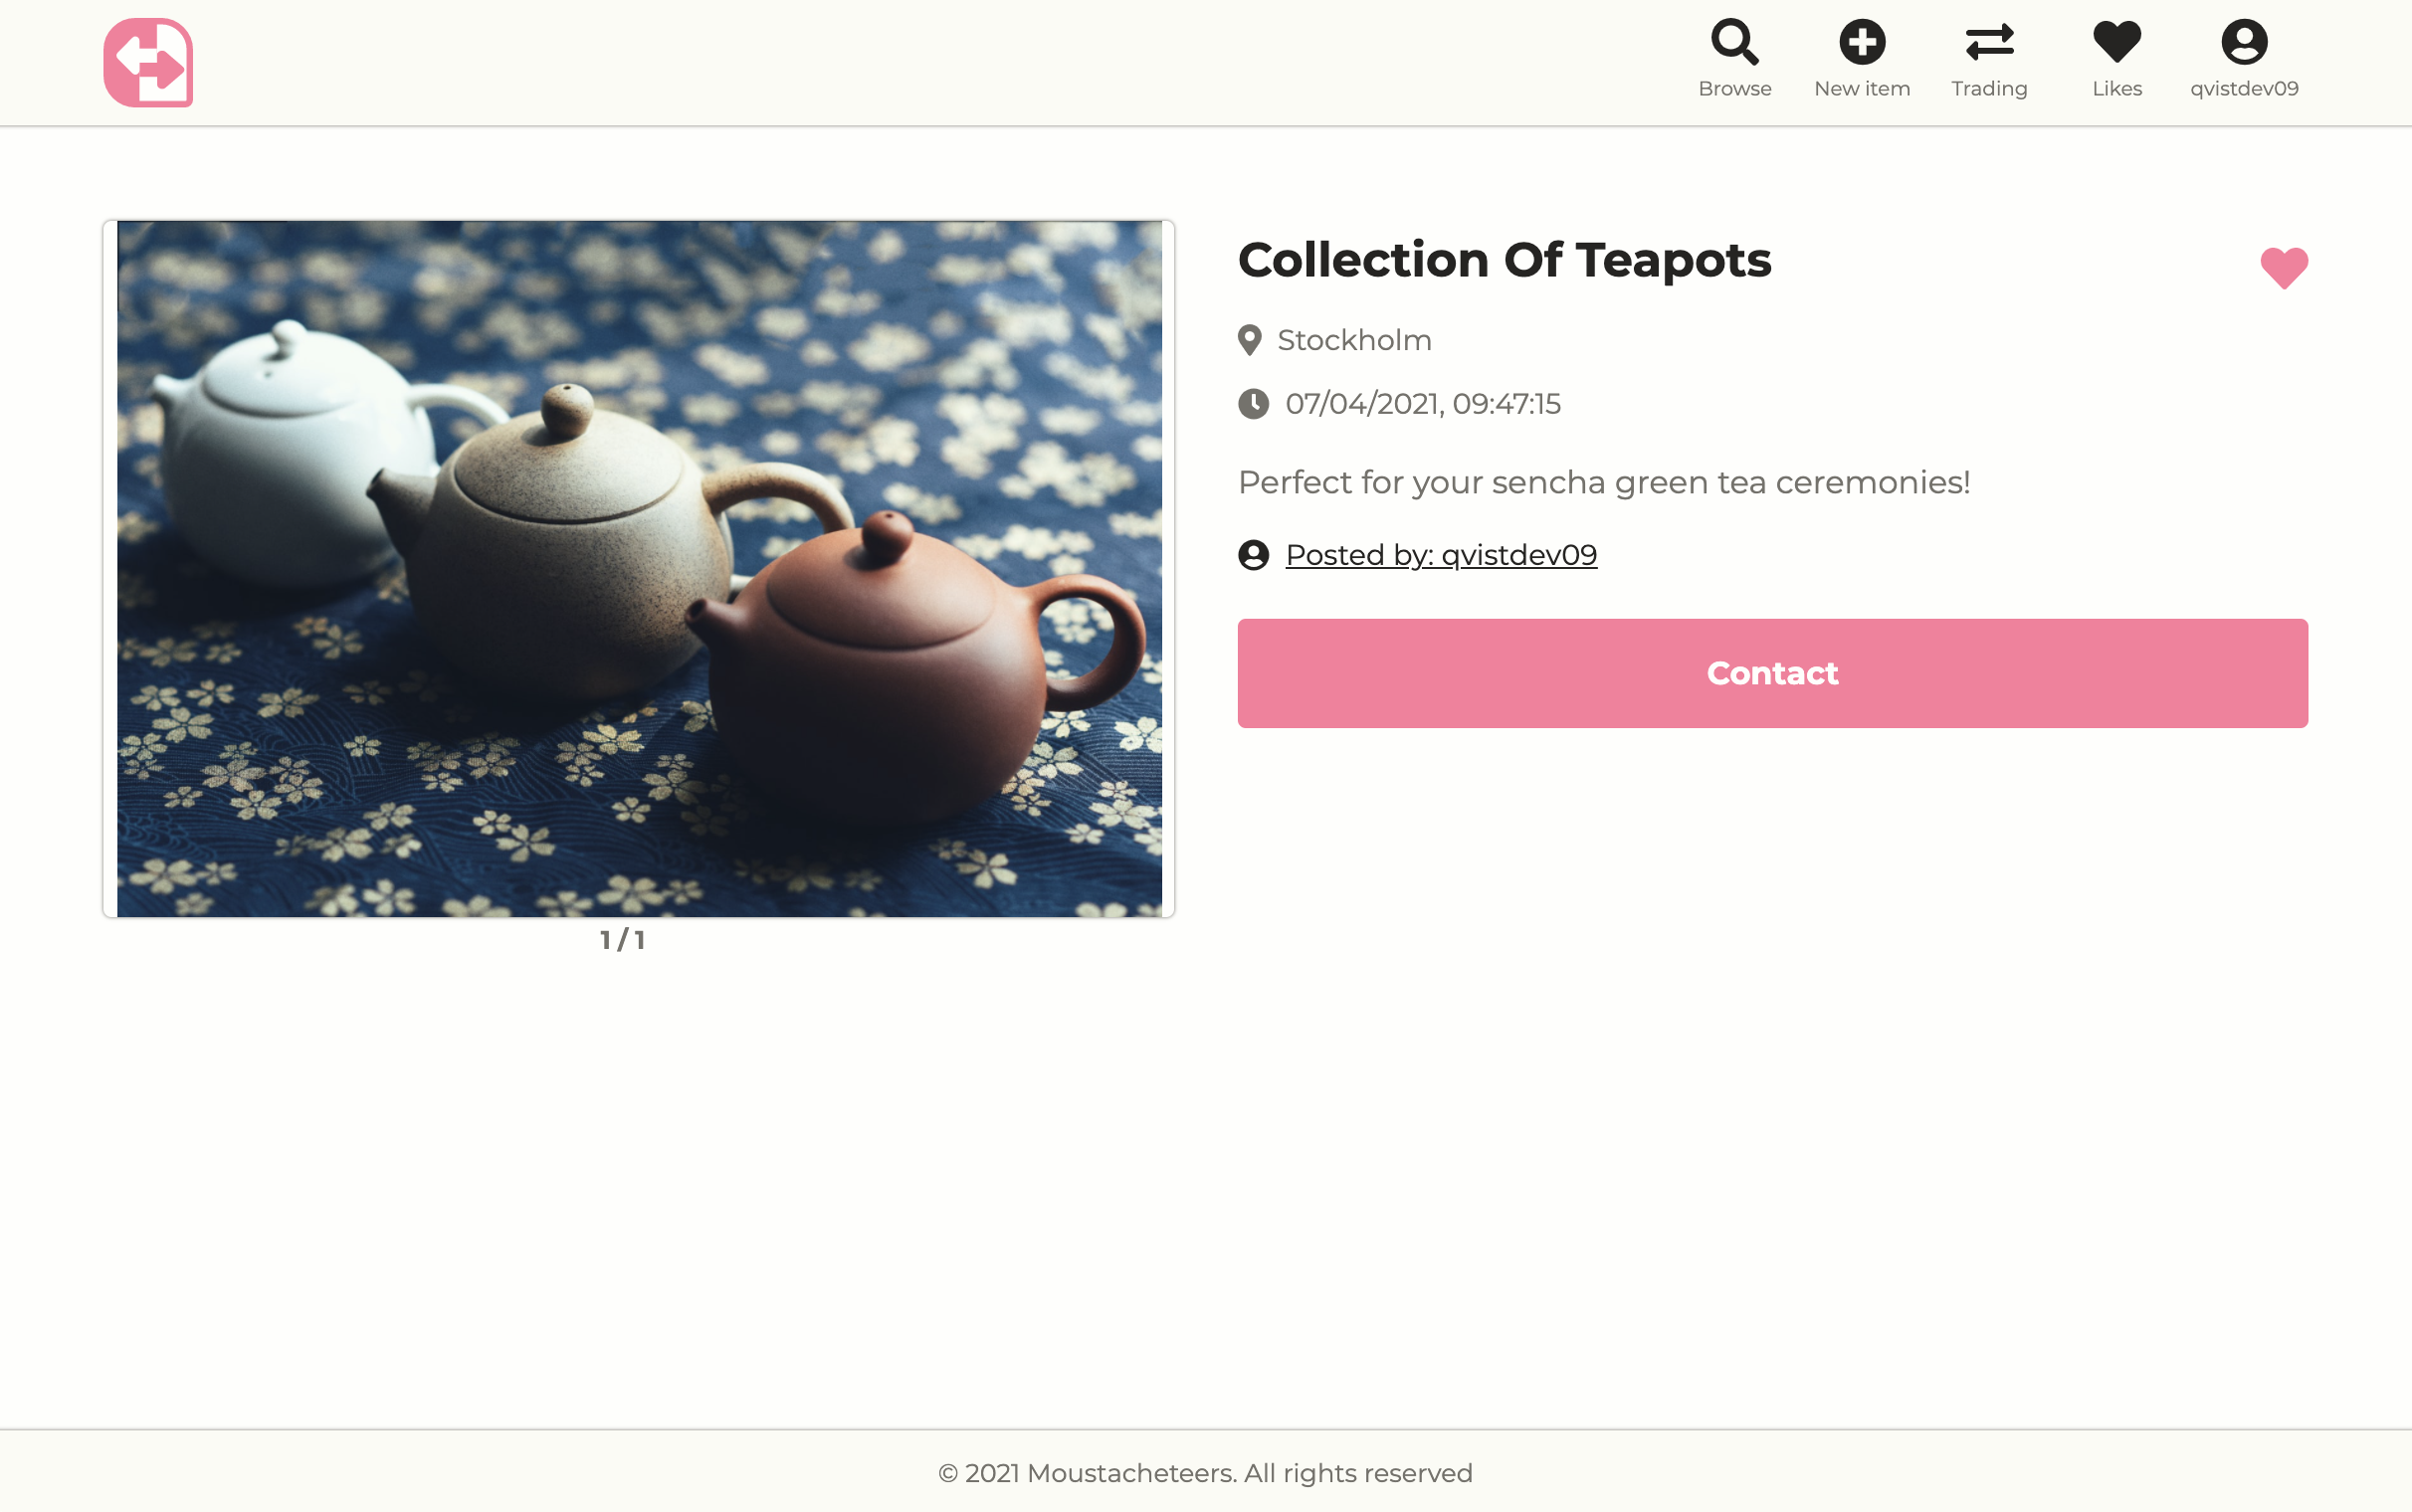 Browse
New item
Trading
Likes
qvistdev09
Collection Of Teapots
Stockholm
07/04/2021, 09:47:15
Perfect for your sencha green tea ceremonies!
Posted by: qvistdev09
Contact
1 / 1
© 2021 Moustacheteers. All rights reserved